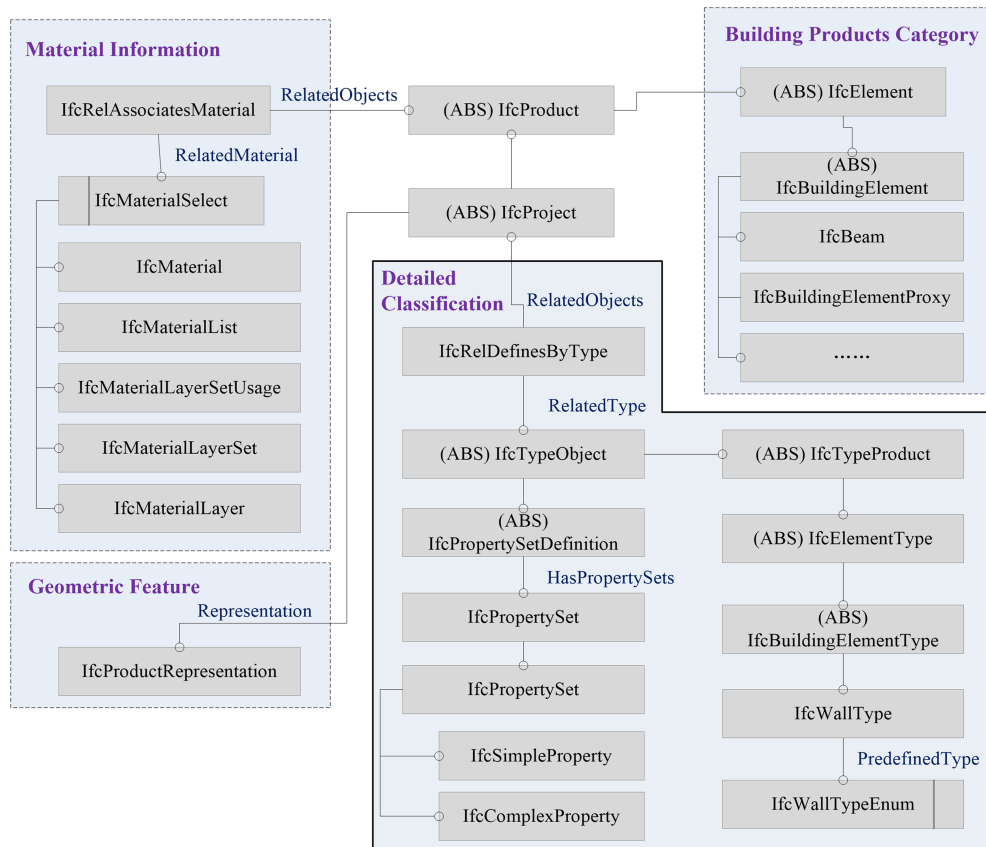 Material Information
IfcRelAssociatesMaterial
RelatedMaterial
IfcMaterialSelect
IfcMaterial
IfcMaterialList
IfcMaterialLayerSetUsage
IfcMaterialLayerSet
IfcMaterialLayer
Geometric Feature
Representation
IfcProductRepresentation
RelatedObjects
(ABS) IfcProduct
(ABS) IfcProject
Building Products Category
(ABS) IfcElement
(ABS)
IfcBuildingElement
IfcBeam
IfcBuildingElementProxy
……
Detailed
Classification
RelatedObjects
IfcRelDefinesByType
RelatedType
(ABS) IfcTypeObject
(ABS)
IfcPropertySetDefinition
HasPropertySets
IfcPropertySet
IfcPropertySet
IfcSimpleProperty
IfcComplexProperty
(ABS) IfcTypeProduct
(ABS) IfcElementType
(ABS)
IfcBuildingElementType
IfcWallType
PredefinedType
IfcWallTypeEnum